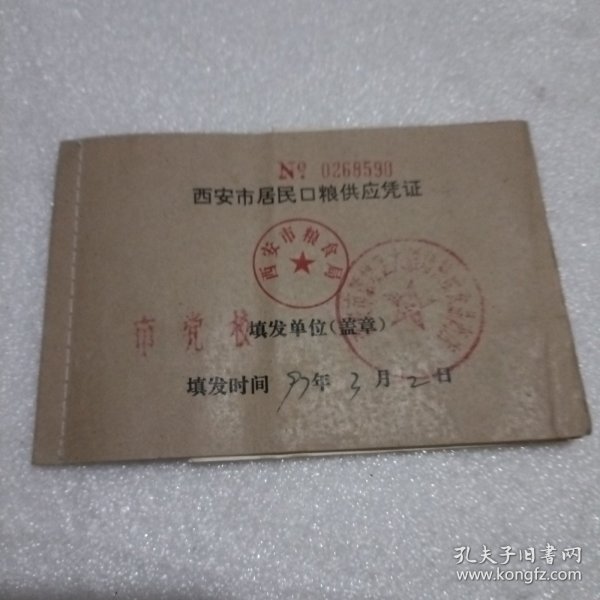 No. 0268590
西安市居民口粮供应凭证
西安市粮食局
市党校
填发单位(盖章)
填发时间 93年3月2日
孔夫子旧书网
www.kongfz.com